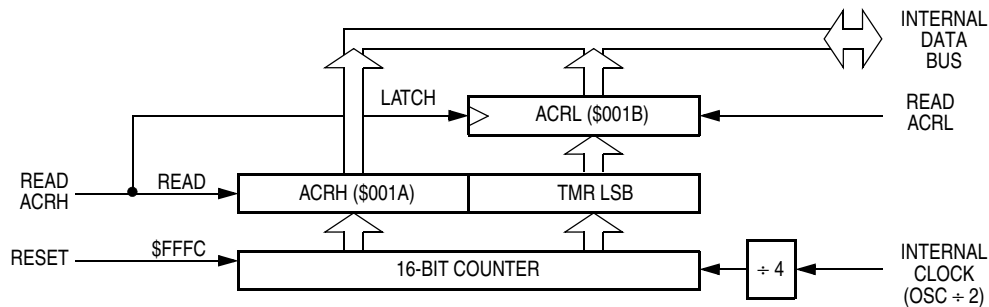 INTERNAL
DATA
BUS
LATCH
ACRL ($001B)
READ
ACRL
READ
ACRH
READ
ACRH ($001A)
TMR LSB
RESET
$FFFC
16-BIT COUNTER
÷ 4
INTERNAL
CLOCK
(OSC ÷ 2)